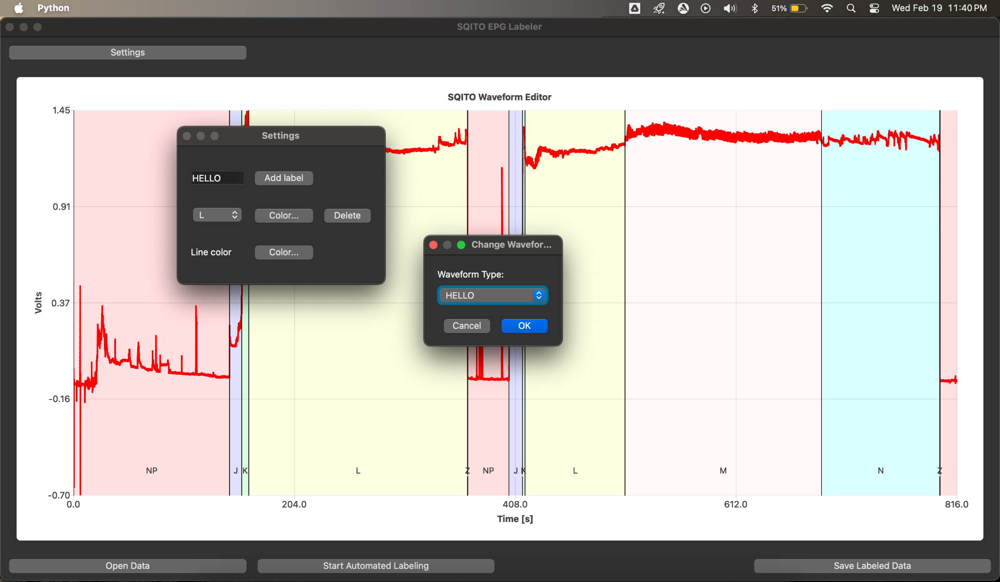 Python
51%
Wed Feb 19 11:40 PM
SQITO EPG Labeler
Settings
SQITO Waveform Editor
1.45
0.91
0.37
-0.16
-0.70
Volts
Settings
HELLO
Add label
L
Color...
Delete
Line color
Color...
Change Wavefor...
Waveform Type:
HELLO
Cancel
OK
NP
J
K
L
Z
NP
J
K
L
M
N
Z
0.0
204.0
408.0
612.0
816.0
Time [s]
Open Data
Start Automated Labeling
Save Labeled Data